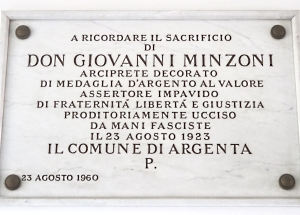 A RICORDARE IL SACRIFICIO
DI
DON GIOVANNI MINZONI
ARCIPRETE DECORATO
DI MEDAGLIA D'ARGENTO AL VALORE
ASSERTORE IMPAVIDO
DI FRATERNITÀ LIBERTÀ E GIUSTIZIA
PRODITORIAMENTE UCCISO
DA MANI FASCISTE
IL 23 AGOSTO 1923
IL COMUNE DI ARGENTA
P.
23 AGOSTO 1960